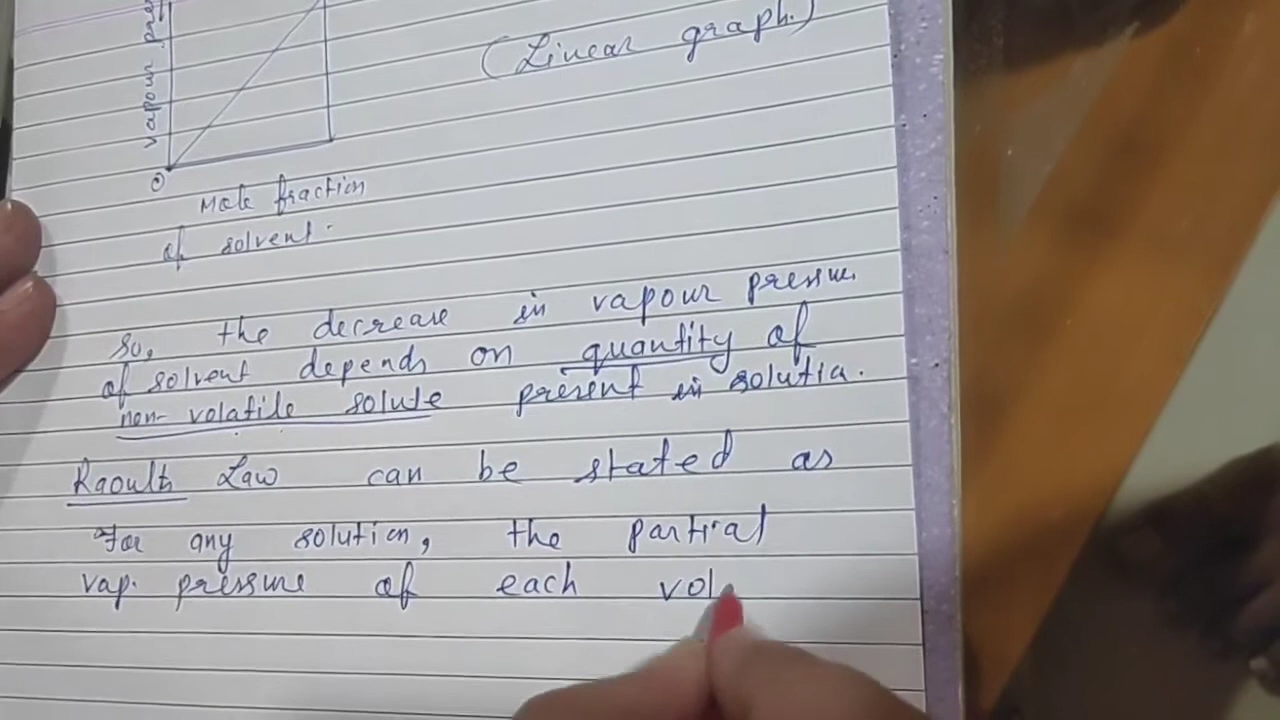 (Linear graph.)
vapour
O
Mole fraction
of solvent.
So, the decrease in vapour pressure
of solvent depends on quantity of
non-volatile solute present in solution.
Raoults Law can be stated as
For any solution, the partial
vap. pressure of each vol